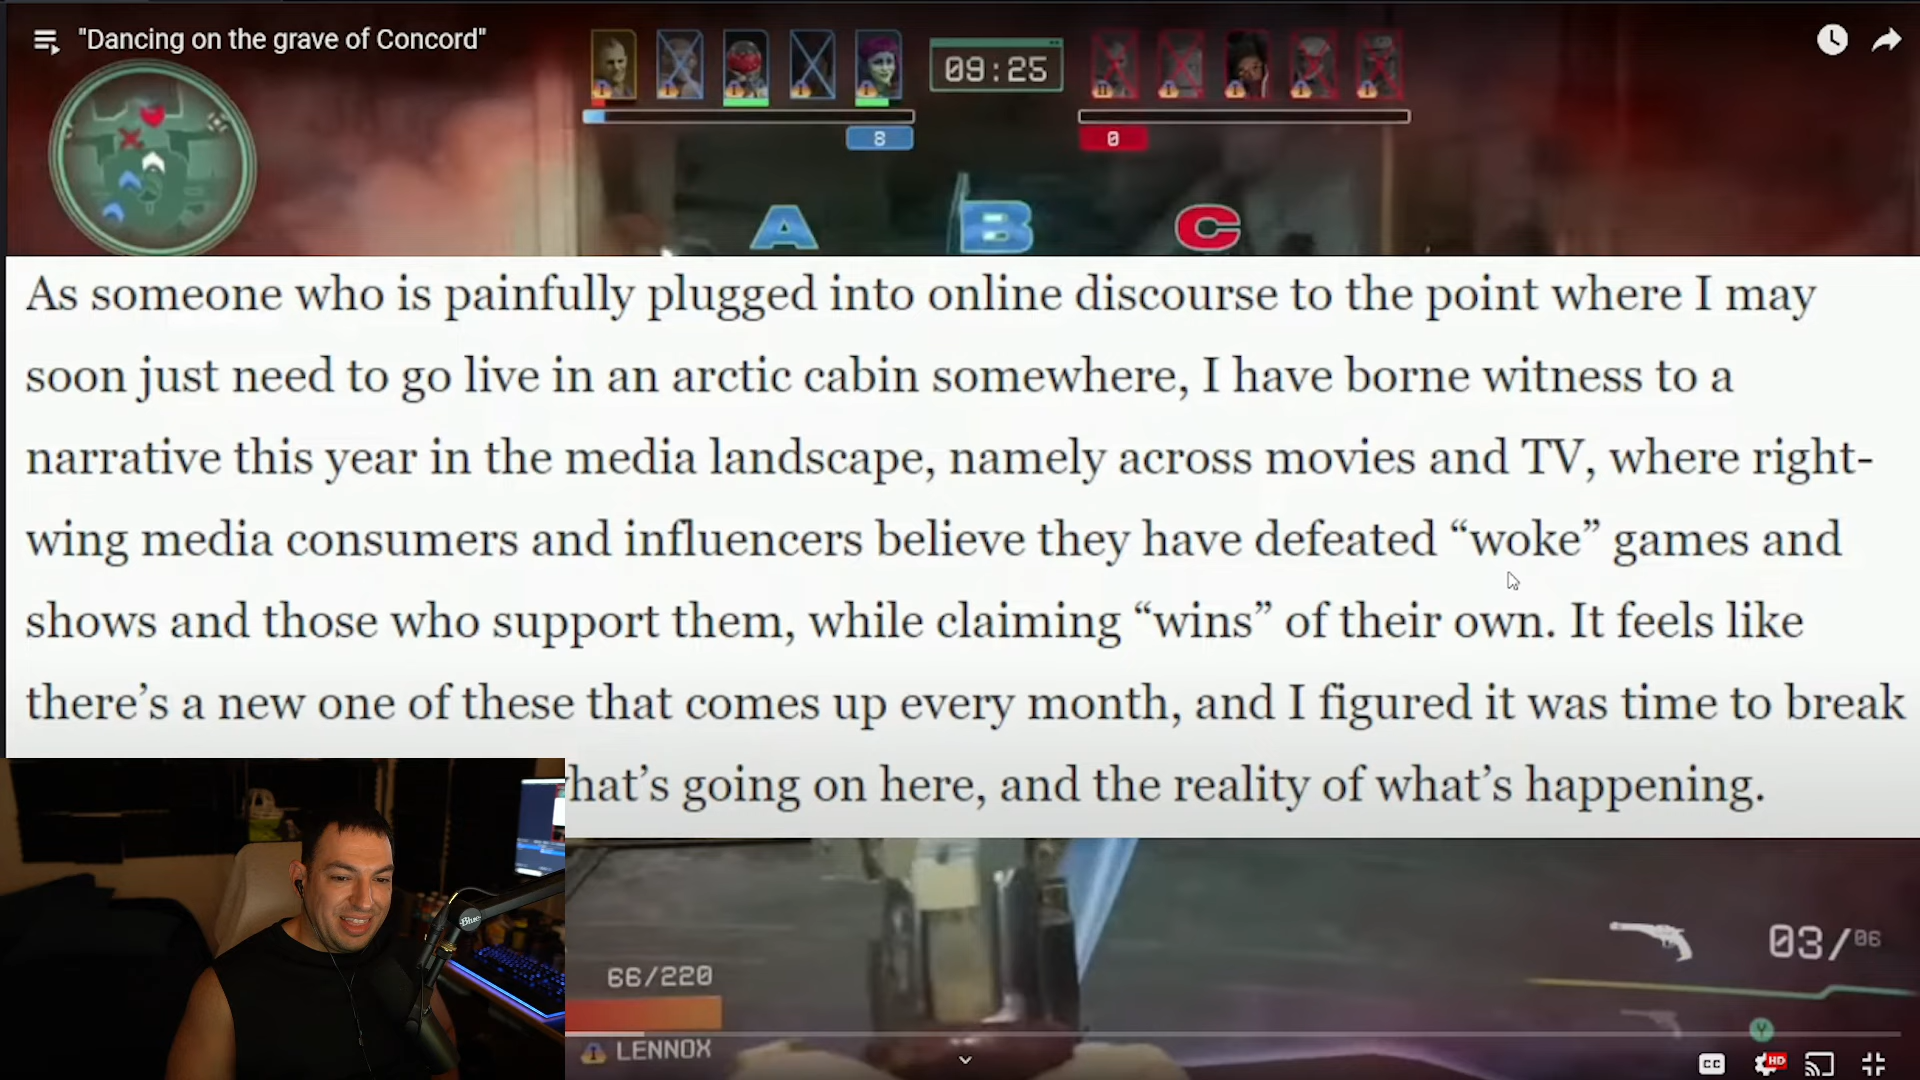 "Dancing on the grave of Concord"
09:25
8
0
A B C
As someone who is painfully plugged into online discourse to the point where I may
soon just need to go live in an arctic cabin somewhere, I have borne witness to a
narrative this year in the media landscape, namely across movies and TV, where right-
wing media consumers and influencers believe they have defeated “woke” games and
shows and those who support them, while claiming “wins” of their own. It feels like
there’s a new one of these that comes up every month, and I figured it was time to break
hat’s going on here, and the reality of what’s happening.
Blue
66/220
03/06
LENNOX
Y
CC
HD